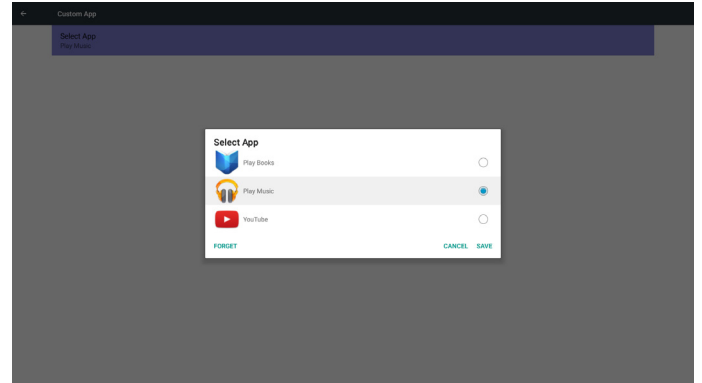 Custom App
Select App
Play Music
Select App
Play Books
Play Music
YouTube
FORGET
CANCEL SAVE